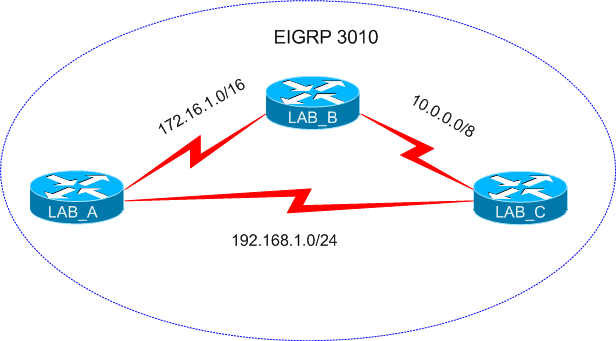 EIGRP 3010
172.16.1.0/16
LAB_B
10.0.0.0/8
LAB_A
LAB_C
192.168.1.0/24